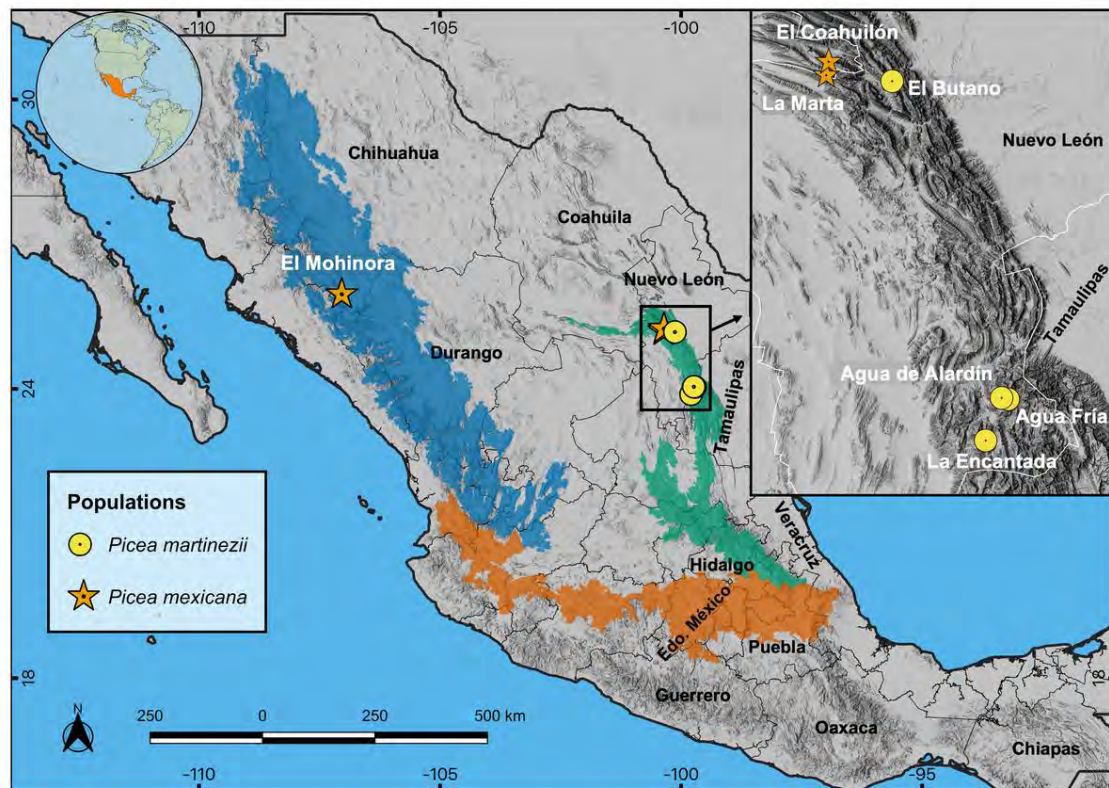 -110
-105
-100
El Coahuilón
La Marta
El Butano
Nuevo León
Tamaulipas
Agua de Alardín
Agua Fría
La Encantada
30
Chihuahua
Coahuila
El Mohinora
Nuevo León
Durango
24
Tamaulipas
Populations
Picea martinezii
Picea mexicana
Veracruz
Hidalgo
Edo. México
Puebla
18
18
Guerrero
Oaxaca
Chiapas
N
250 0 250 500 km
-110
-105
-100
-95